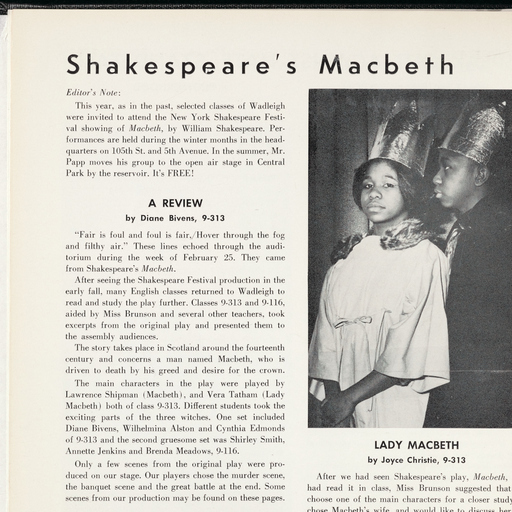 Shakespeare's Macbeth
Editor's Note:
This year, as in the past, selected classes of Wadleigh
were invited to attend the New York Shakespeare Festi-
val showing of Macbeth, by William Shakespeare. Per-
formances are held during the winter months in the head-
quarters on 105th St. and 5th Avenue. In the summer, Mr.
Papp moves his group to the open air stage in Central
Park by the reservoir. It's FREE!
A REVIEW
by Diane Bivens, 9-313
"Fair is foul and foul is fair,/Hover through the fog
and filthy air." These lines echoed through the audi-
torium during the week of February 25. They came
from Shakespeare's Macbeth.
After seeing the Shakespeare Festival production in the
early fall, many English classes returned to Wadleigh to
read and study the play further. Classes 9-313 and 9-116,
aided by Miss Brunson and several other teachers, took
excerpts from the original play and presented them to
the assembly audiences.
The story takes place in Scotland around the fourteenth
century and concerns a man named Macbeth, who is
driven to death by his greed and desire for the crown.
The main characters in the play were played by
Lawrence Shipman (Macbeth), and Vera Tatham (Lady
Macbeth) both of class 9-313. Different students took the
exciting parts of the three witches. One set included
Diane Bivens, Wilhelmina Alston and Cynthia Edmonds
of 9-313 and the second gruesome set was Shirley Smith,
Annette Jenkins and Brenda Meadows, 9-116.
Only a few scenes from the original play were pro-
duced on our stage. Our players chose the murder scene,
the banquet scene and the great battle at the end. Some
scenes from our production may be found on these pages.
LADY MACBETH
by Joyce Christie, 9-313
After we had seen Shakespeare's play, Macbeth,
had read it in class, Miss Brunson suggested that
choose one of the main characters for a closer study
chose Macbeth's wife, and would like to discuss her